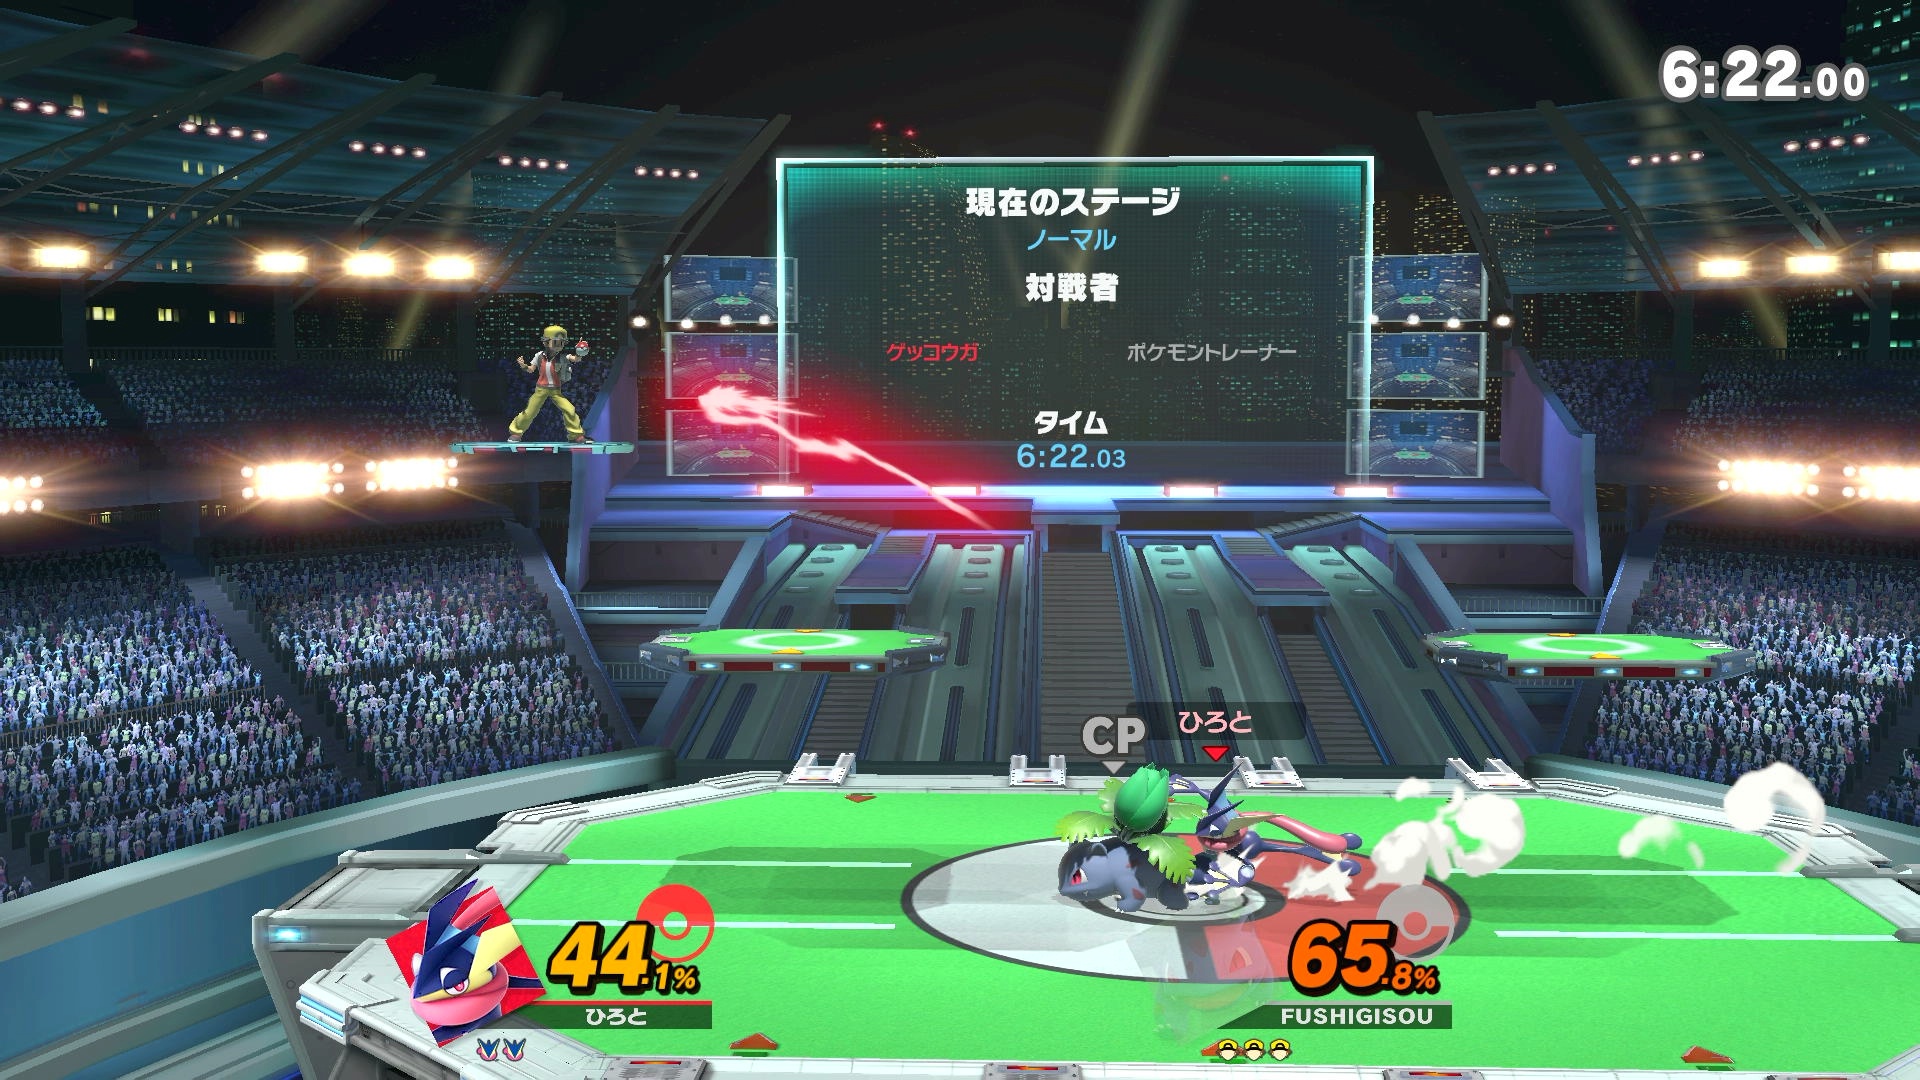 6:22.00
現在のステージ
ノーマル
対戦者
ゲッコウガ ポケモントレーナー
タイム
6:22.03
CP ひろと
44.1% 65.8%
ひろと FUSHIGISOU